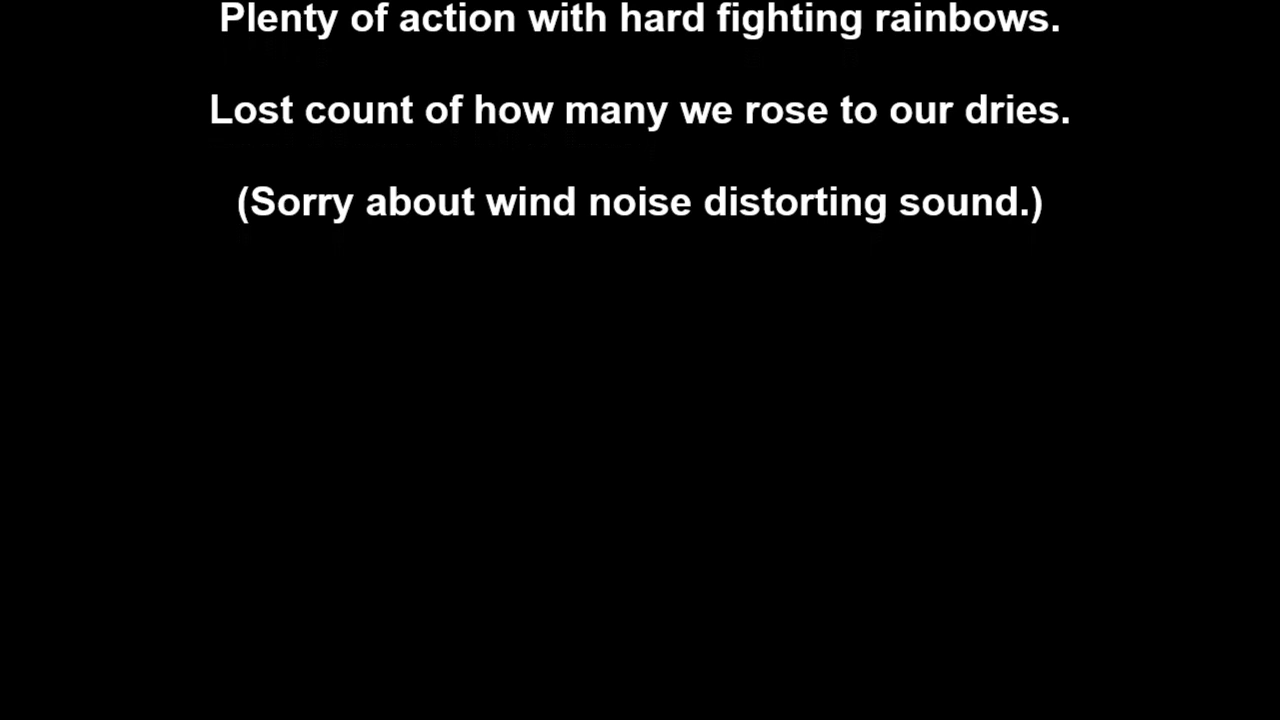 Plenty of action with hard fighting rainbows.
Lost count of how many we rose to our dries.
(Sorry about wind noise distorting sound.)